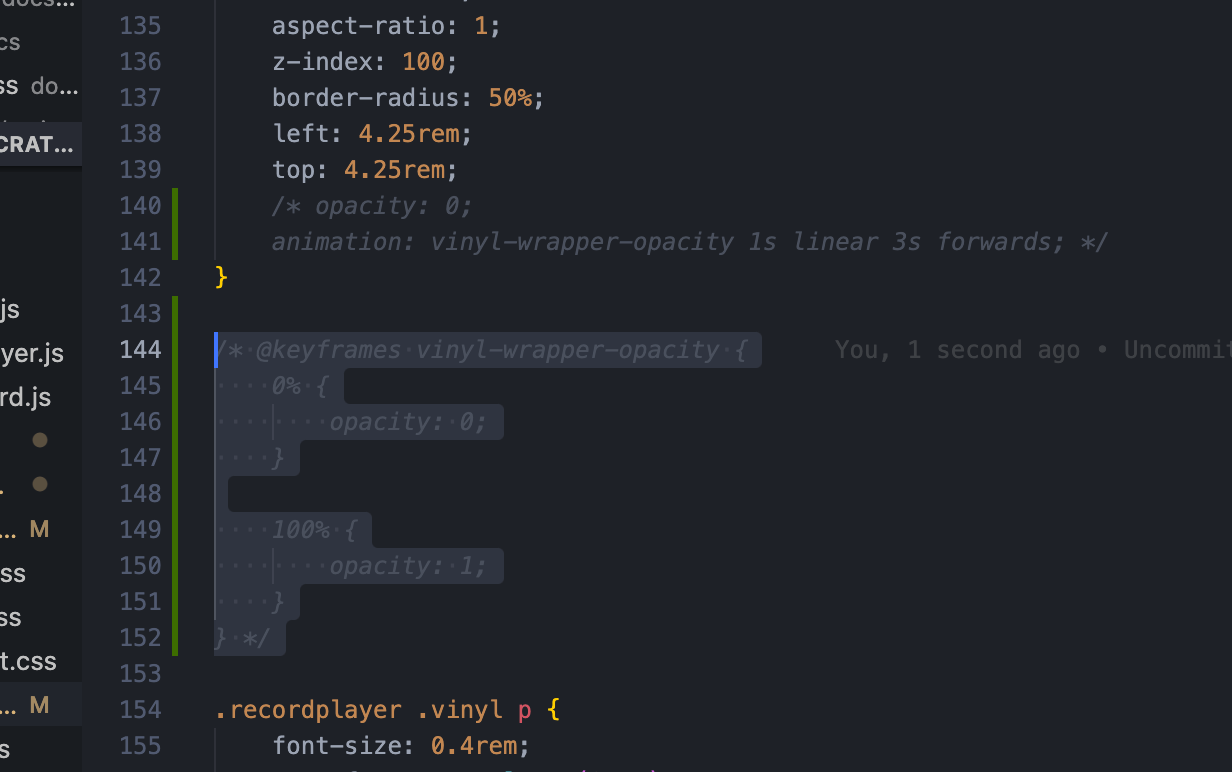 135 aspect-ratio: 1;
cs
136 z-index: 100;
ss do...
137 border-radius: 50%;
138 left: 4.25rem;
CRAT...
139 top: 4.25rem;
140 /* opacity: 0;
141 animation: vinyl-wrapper-opacity 1s linear 3s forwards; */
142 }
js
143
yer.js
144 /* @keyframes vinyl-wrapper-opacity { You, 1 second ago • Uncommit
145 0% {
rd.js
146 opacity: 0;
147 }
148
... M
149 100% {
ss
150 opacity: 1;
151 }
ss
152 } */
t.css
153
... M
154 .recordplayer .vinyl p {
s
155 font-size: 0.4rem;